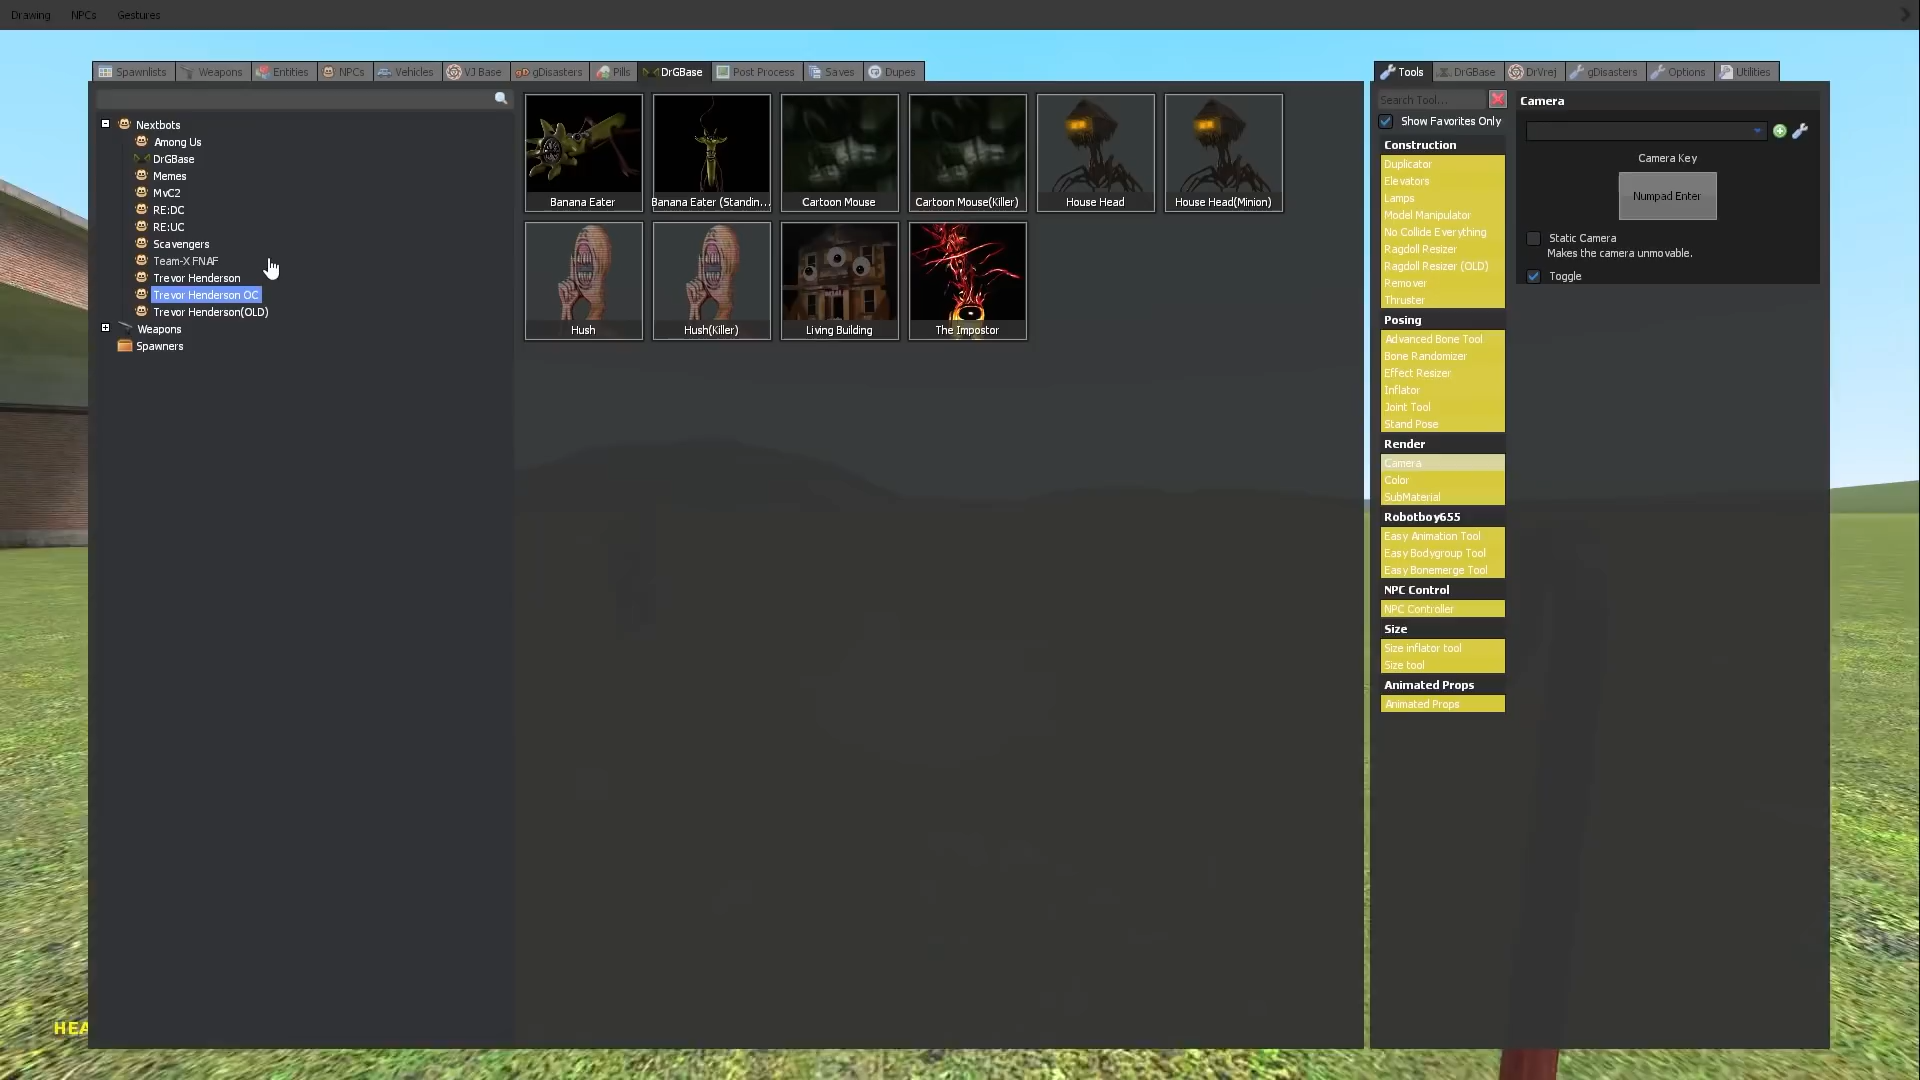 Drawing NPCs Gestures
Spawnlists Weapons Entities NPCs Vehicles VJ Base gDisasters Pills DrGBase Post Process Saves Dupes
Nextbots
Among Us
DrGBase
Memes
MvC2
RE:DC
RE:UC
Scavengers
Team-X FNAF
Trevor Henderson
Trevor Henderson OC
Trevor Henderson(OLD)
Weapons
Spawners
Banana Eater Banana Eater (Standin... Cartoon Mouse Cartoon Mouse(Killer) House Head House Head(Minion)
Hush Hush(Killer) Living Building The Impostor
Tools DrGBase DrVrej gDisasters Options Utilities
Search Tool...
Show Favorites Only
Construction
Duplicator
Elevators
Lamps
Model Manipulator
No Collide Everything
Ragdoll Resizer
Ragdoll Resizer (OLD)
Remover
Thruster
Posing
Advanced Bone Tool
Bone Randomizer
Effect Resizer
Inflator
Joint Tool
Stand Pose
Render
Camera
Color
SubMaterial
Robotboy655
Easy Animation Tool
Easy Bodygroup Tool
Easy Bonemerge Tool
NPC Control
NPC Controller
Size
Size inflator tool
Size tool
Animated Props
Animated Props
Camera
Camera Key
Numpad Enter
Static Camera
Makes the camera unmovable.
Toggle
HEA